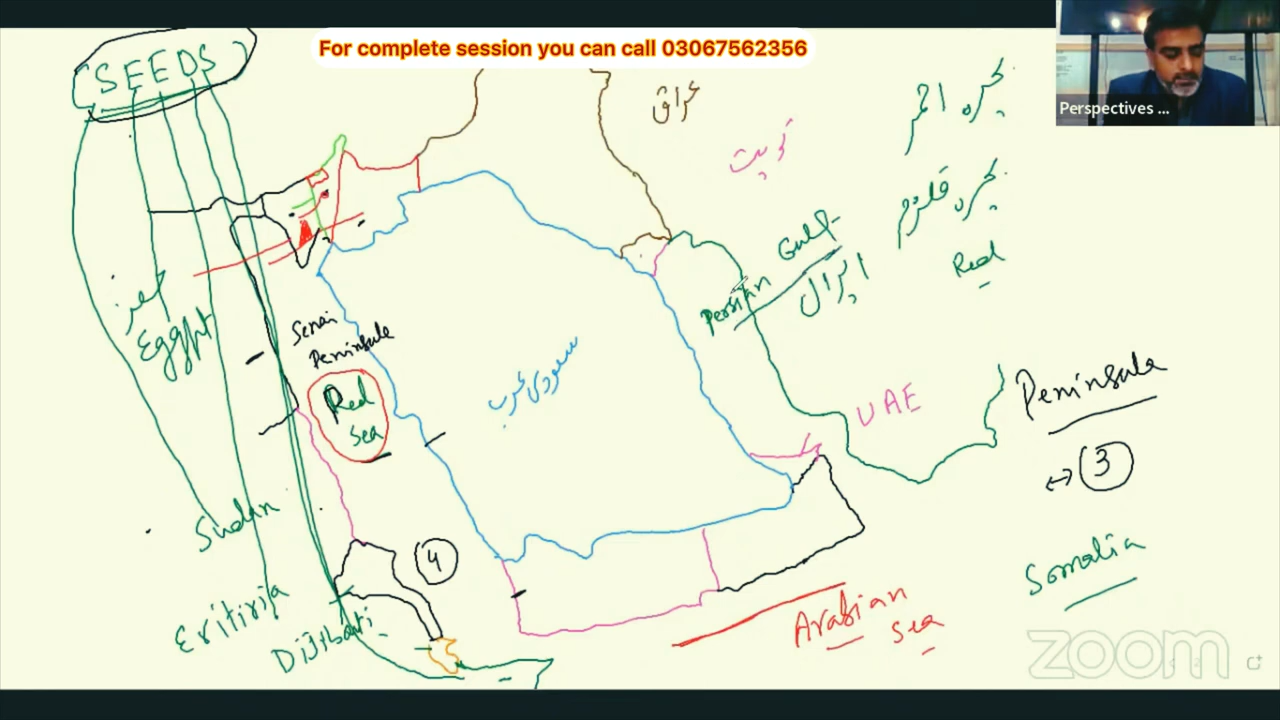 For complete session you can call 03067562356
Perspectives ...
SEEDS
عراق
کویت
بحیرہ احمر
بحیرہ قلزم
Red
Persian Gulf
ایران
Egypt
Senai
Peninsula
Red
Sea
سعودی عرب
UAE
Peninsula
↔ 3
4
Sudan
Eritiria
Djibouti
Somalia
Arabian
Sea
zoom